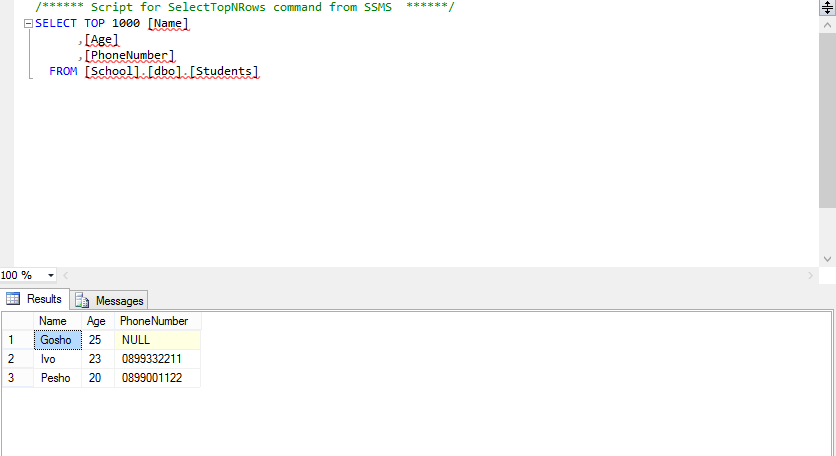 /****** Script for SelectTopNRows command from SSMS  ******/
SELECT TOP 1000 [Name]
      ,[Age]
      ,[PhoneNumber]
  FROM [School].[dbo].[Students]
100 %
Results Messages
Name Age PhoneNumber
1 Gosho 25 NULL
2 Ivo 23 0899332211
3 Pesho 20 0899001122